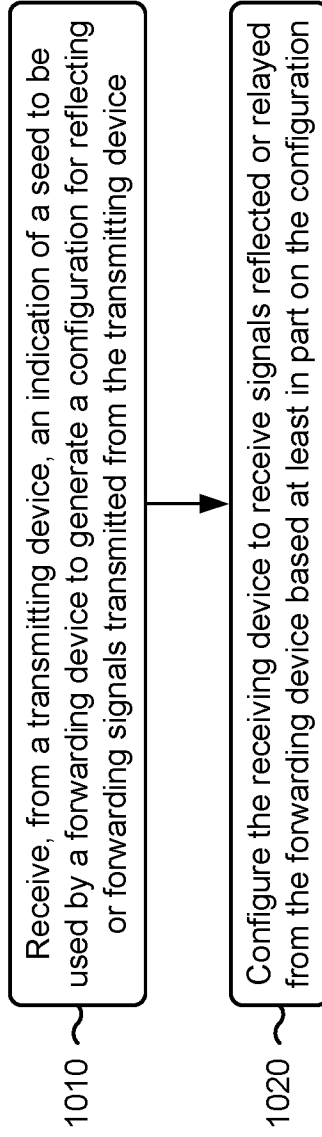 1010
Receive, from a transmitting device, an indication of a seed to be
used by a forwarding device to generate a configuration for reflecting
or forwarding signals transmitted from the transmitting device
1020
Configure the receiving device to receive signals reflected or relayed
from the forwarding device based at least in part on the configuration